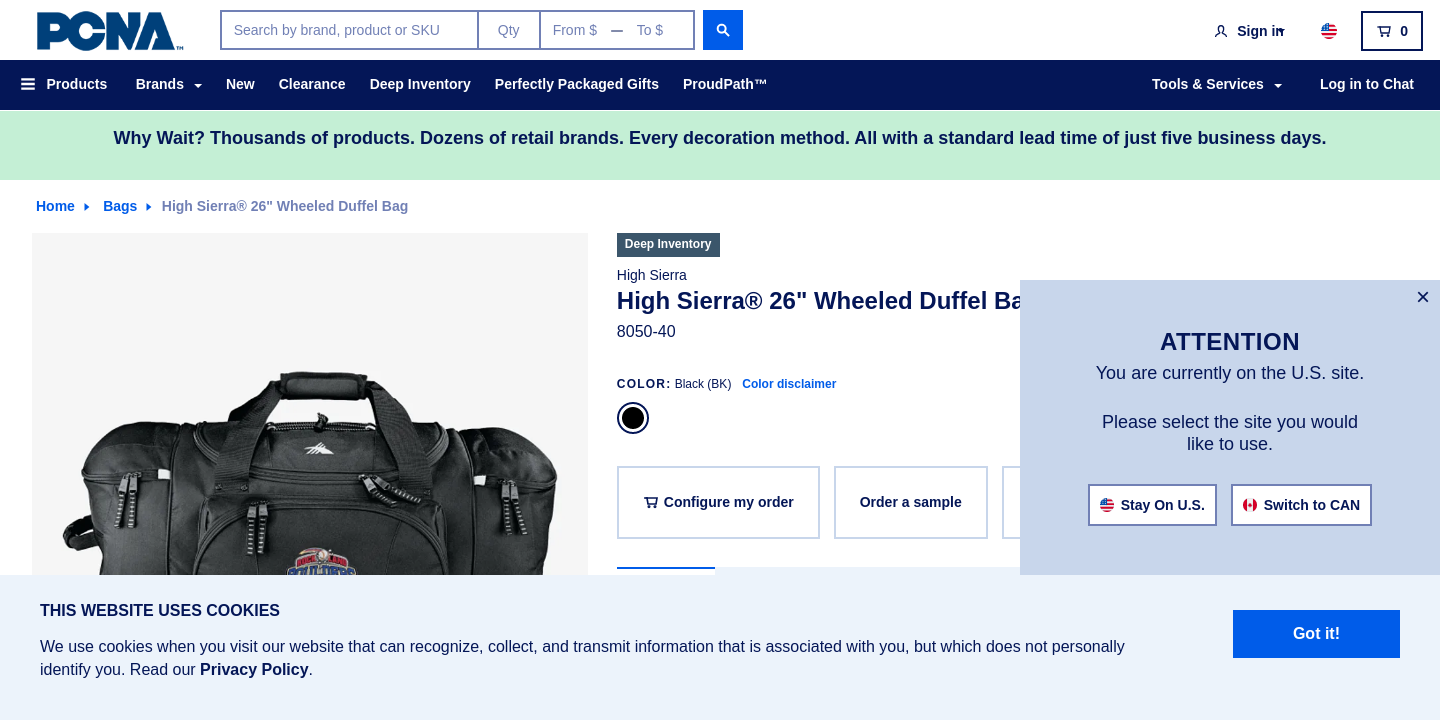 PCNA™
Search by brand, product or SKU
Qty
From $ — To $
Sign in
0
Products
Brands
New
Clearance
Deep Inventory
Perfectly Packaged Gifts
ProudPath™
Tools & Services
Log in to Chat
Why Wait? Thousands of products. Dozens of retail brands. Every decoration method. All with a standard lead time of just five business days.
Home
Bags
High Sierra® 26" Wheeled Duffel Bag
Deep Inventory
High Sierra
High Sierra® 26" Wheeled Duffel Ba
8050-40
COLOR: Black (BK) Color disclaimer
Configure my order
Order a sample
×
ATTENTION
You are currently on the U.S. site.
Please select the site you would
like to use.
Stay On U.S.
Switch to CAN
THIS WEBSITE USES COOKIES
We use cookies when you visit our website that can recognize, collect, and transmit information that is associated with you, but which does not personally
identify you. Read our Privacy Policy.
Got it!